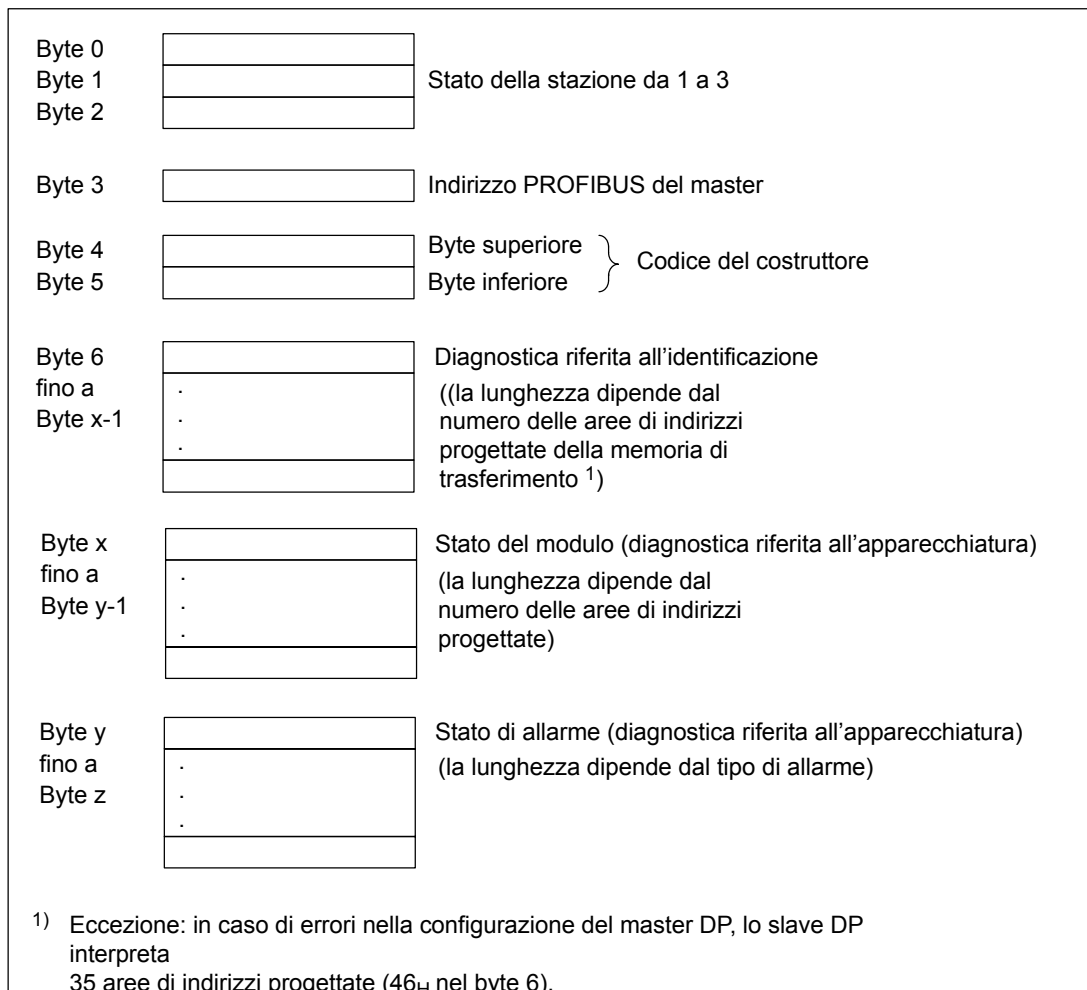 Byte 0
Byte 1 Stato della stazione da 1 a 3
Byte 2
Byte 3 Indirizzo PROFIBUS del master
Byte 4 Byte superiore
Byte 5 Byte inferiore
Codice del costruttore
Byte 6 Diagnostica riferita all'identificazione
fino a ((la lunghezza dipende dal
Byte x-1 numero delle aree di indirizzi
progettate della memoria di
trasferimento 1)
Byte x Stato del modulo (diagnostica riferita all'apparecchiatura)
fino a (la lunghezza dipende dal
Byte y-1 numero delle aree di indirizzi
progettate)
Byte y Stato di allarme (diagnostica riferita all'apparecchiatura)
fino a (la lunghezza dipende dal tipo di allarme)
Byte z
1) Eccezione: in caso di errori nella configurazione del master DP, lo slave DP
interpreta
35 aree di indirizzi progettate (46H nel byte 6).